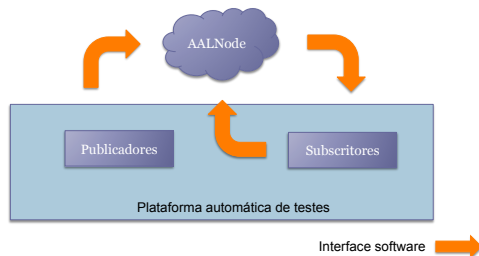 AALNode
Publicadores
Subscritores
Plataforma automática de testes
Interface software